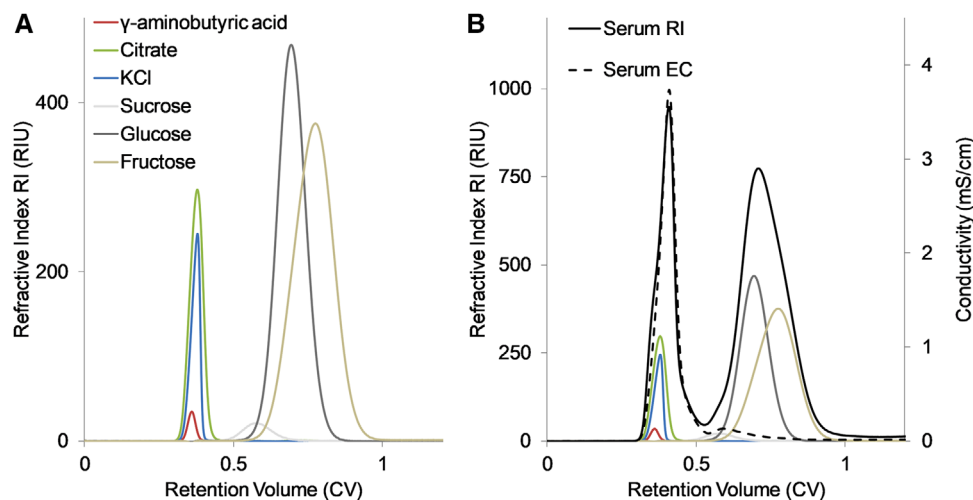 A
γ-aminobutyric acid
Citrate
KCl
Sucrose
Glucose
Fructose
400
200
0
Refractive Index RI (RIU)
0
0.5
1
Retention Volume (CV)
B
Serum RI
Serum EC
1000
750
500
250
0
Refractive Index RI (RIU)
4
3
2
1
0
Conductivity (mS/cm)
0
0.5
1
Retention Volume (CV)